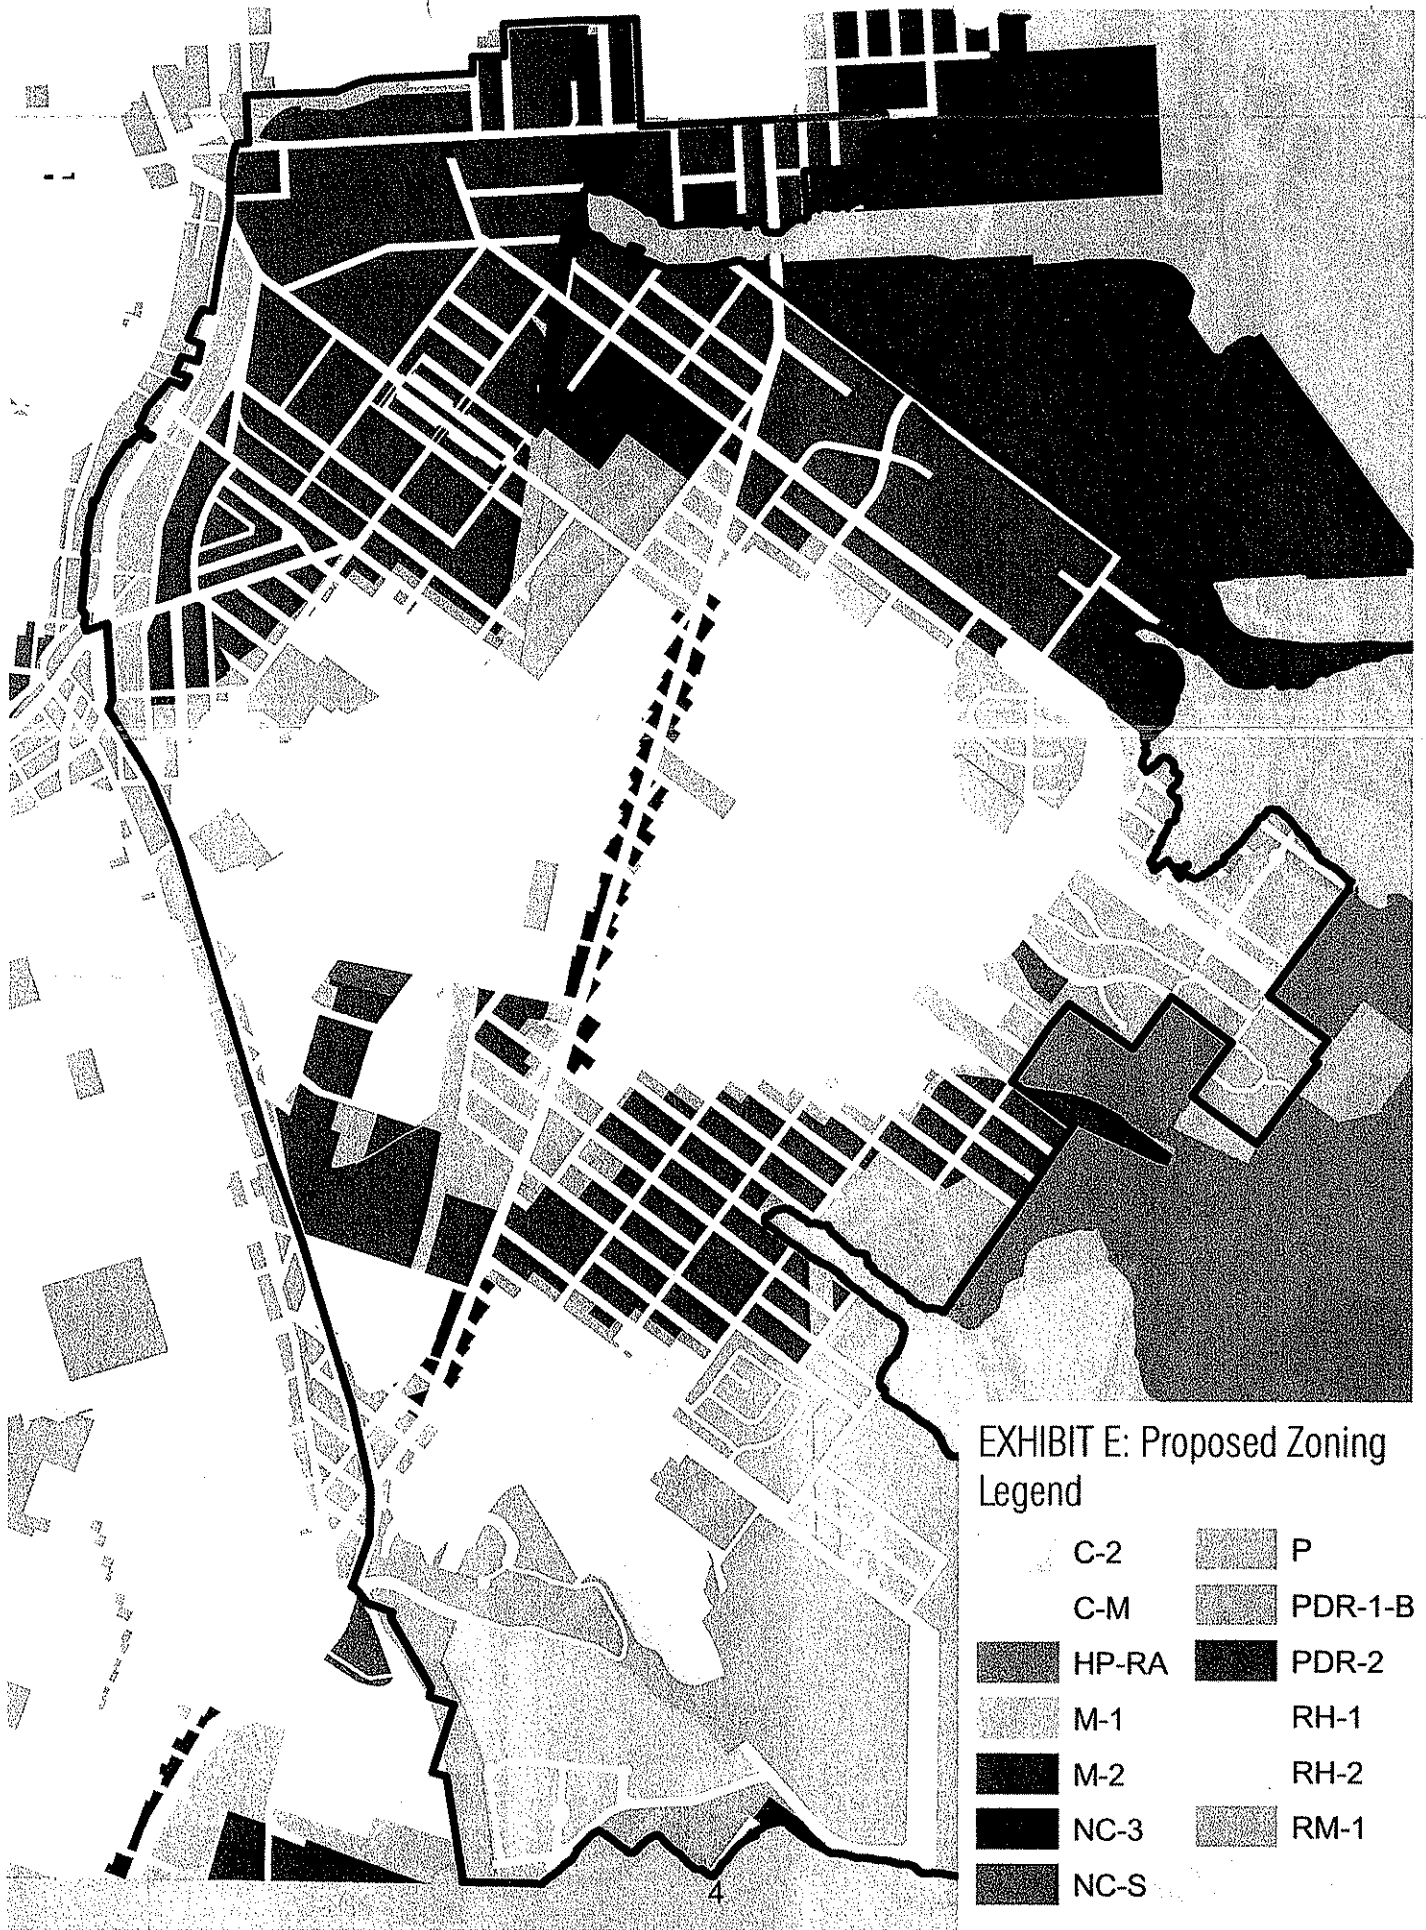 EXHIBIT E: Proposed Zoning
Legend
C-2
C-M
HP-RA
M-1
M-2
NC-3
NC-S
P
PDR-1-B
PDR-2
RH-1
RH-2
RM-1
4